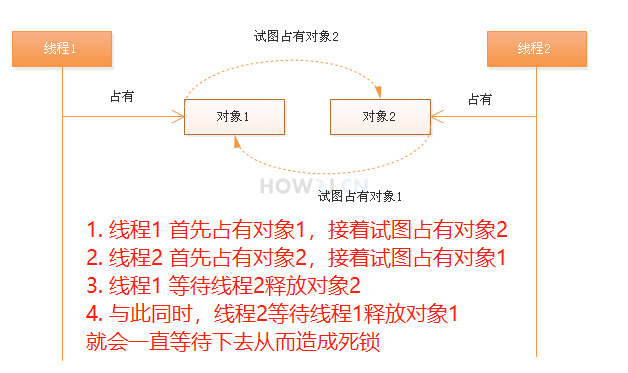 试图占有对象2
线程1
线程2
占有
占有
对象1
对象2
HOW2J.CN
试图占有对象1
1. 线程1 首先占有对象1，接着试图占有对象2
2. 线程2 首先占有对象2，接着试图占有对象1
3. 线程1 等待线程2释放对象2
4. 与此同时，线程2等待线程1释放对象1
就会一直等待下去从而造成死锁